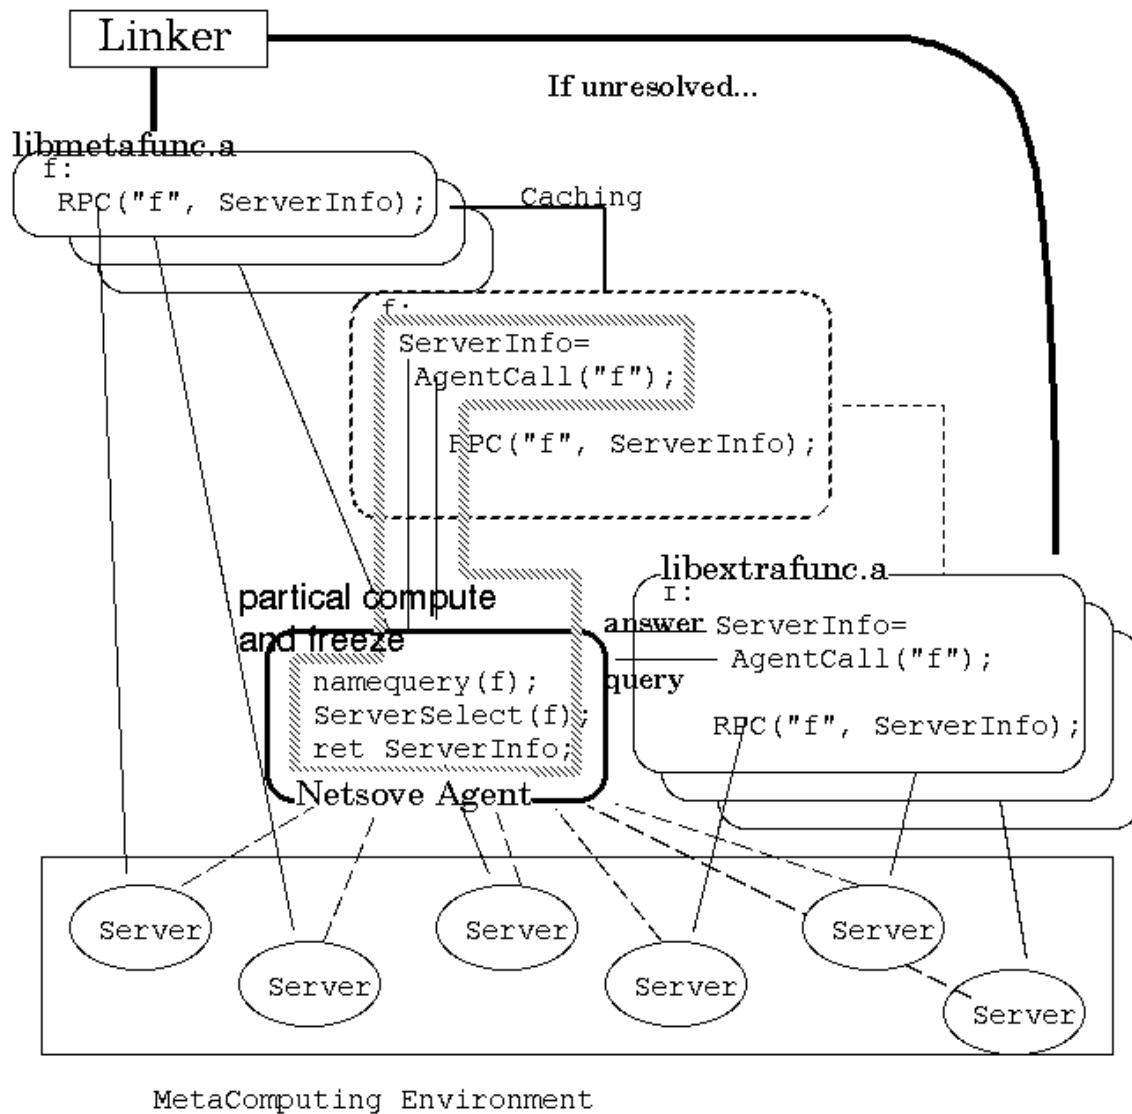 Linker
If unresolved...
libmetafunc.a
f:
RPC("f", ServerInfo);
Caching
f:
ServerInfo=
AgentCall("f");
RPC("f", ServerInfo);
libextrafunc.a
f:
answer ServerInfo=
AgentCall("f");
query
RPC("f", ServerInfo);
partical compute
and freeze
namequery(f);
ServerSelect(f);
ret ServerInfo;
Netsove Agent
Server
Server
Server
Server
Server
Server
MetaComputing Environment